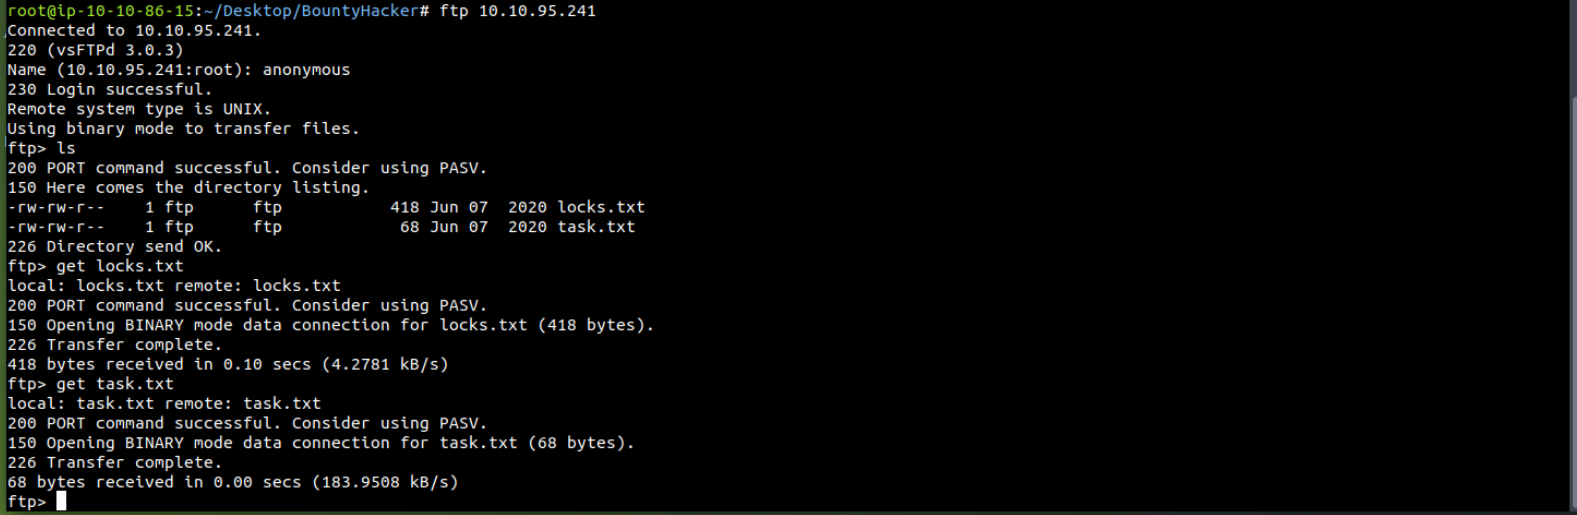 root@ip-10-10-86-15:~/Desktop/BountyHacker# ftp 10.10.95.241
Connected to 10.10.95.241.
220 (vsFTPd 3.0.3)
Name (10.10.95.241:root): anonymous
230 Login successful.
Remote system type is UNIX.
Using binary mode to transfer files.
ftp> ls
200 PORT command successful. Consider using PASV.
150 Here comes the directory listing.
-rw-rw-r--    1 ftp      ftp           418 Jun 07  2020 locks.txt
-rw-rw-r--    1 ftp      ftp            68 Jun 07  2020 task.txt
226 Directory send OK.
ftp> get locks.txt
local: locks.txt remote: locks.txt
200 PORT command successful. Consider using PASV.
150 Opening BINARY mode data connection for locks.txt (418 bytes).
226 Transfer complete.
418 bytes received in 0.10 secs (4.2781 kB/s)
ftp> get task.txt
local: task.txt remote: task.txt
200 PORT command successful. Consider using PASV.
150 Opening BINARY mode data connection for task.txt (68 bytes).
226 Transfer complete.
68 bytes received in 0.00 secs (183.9508 kB/s)
ftp>